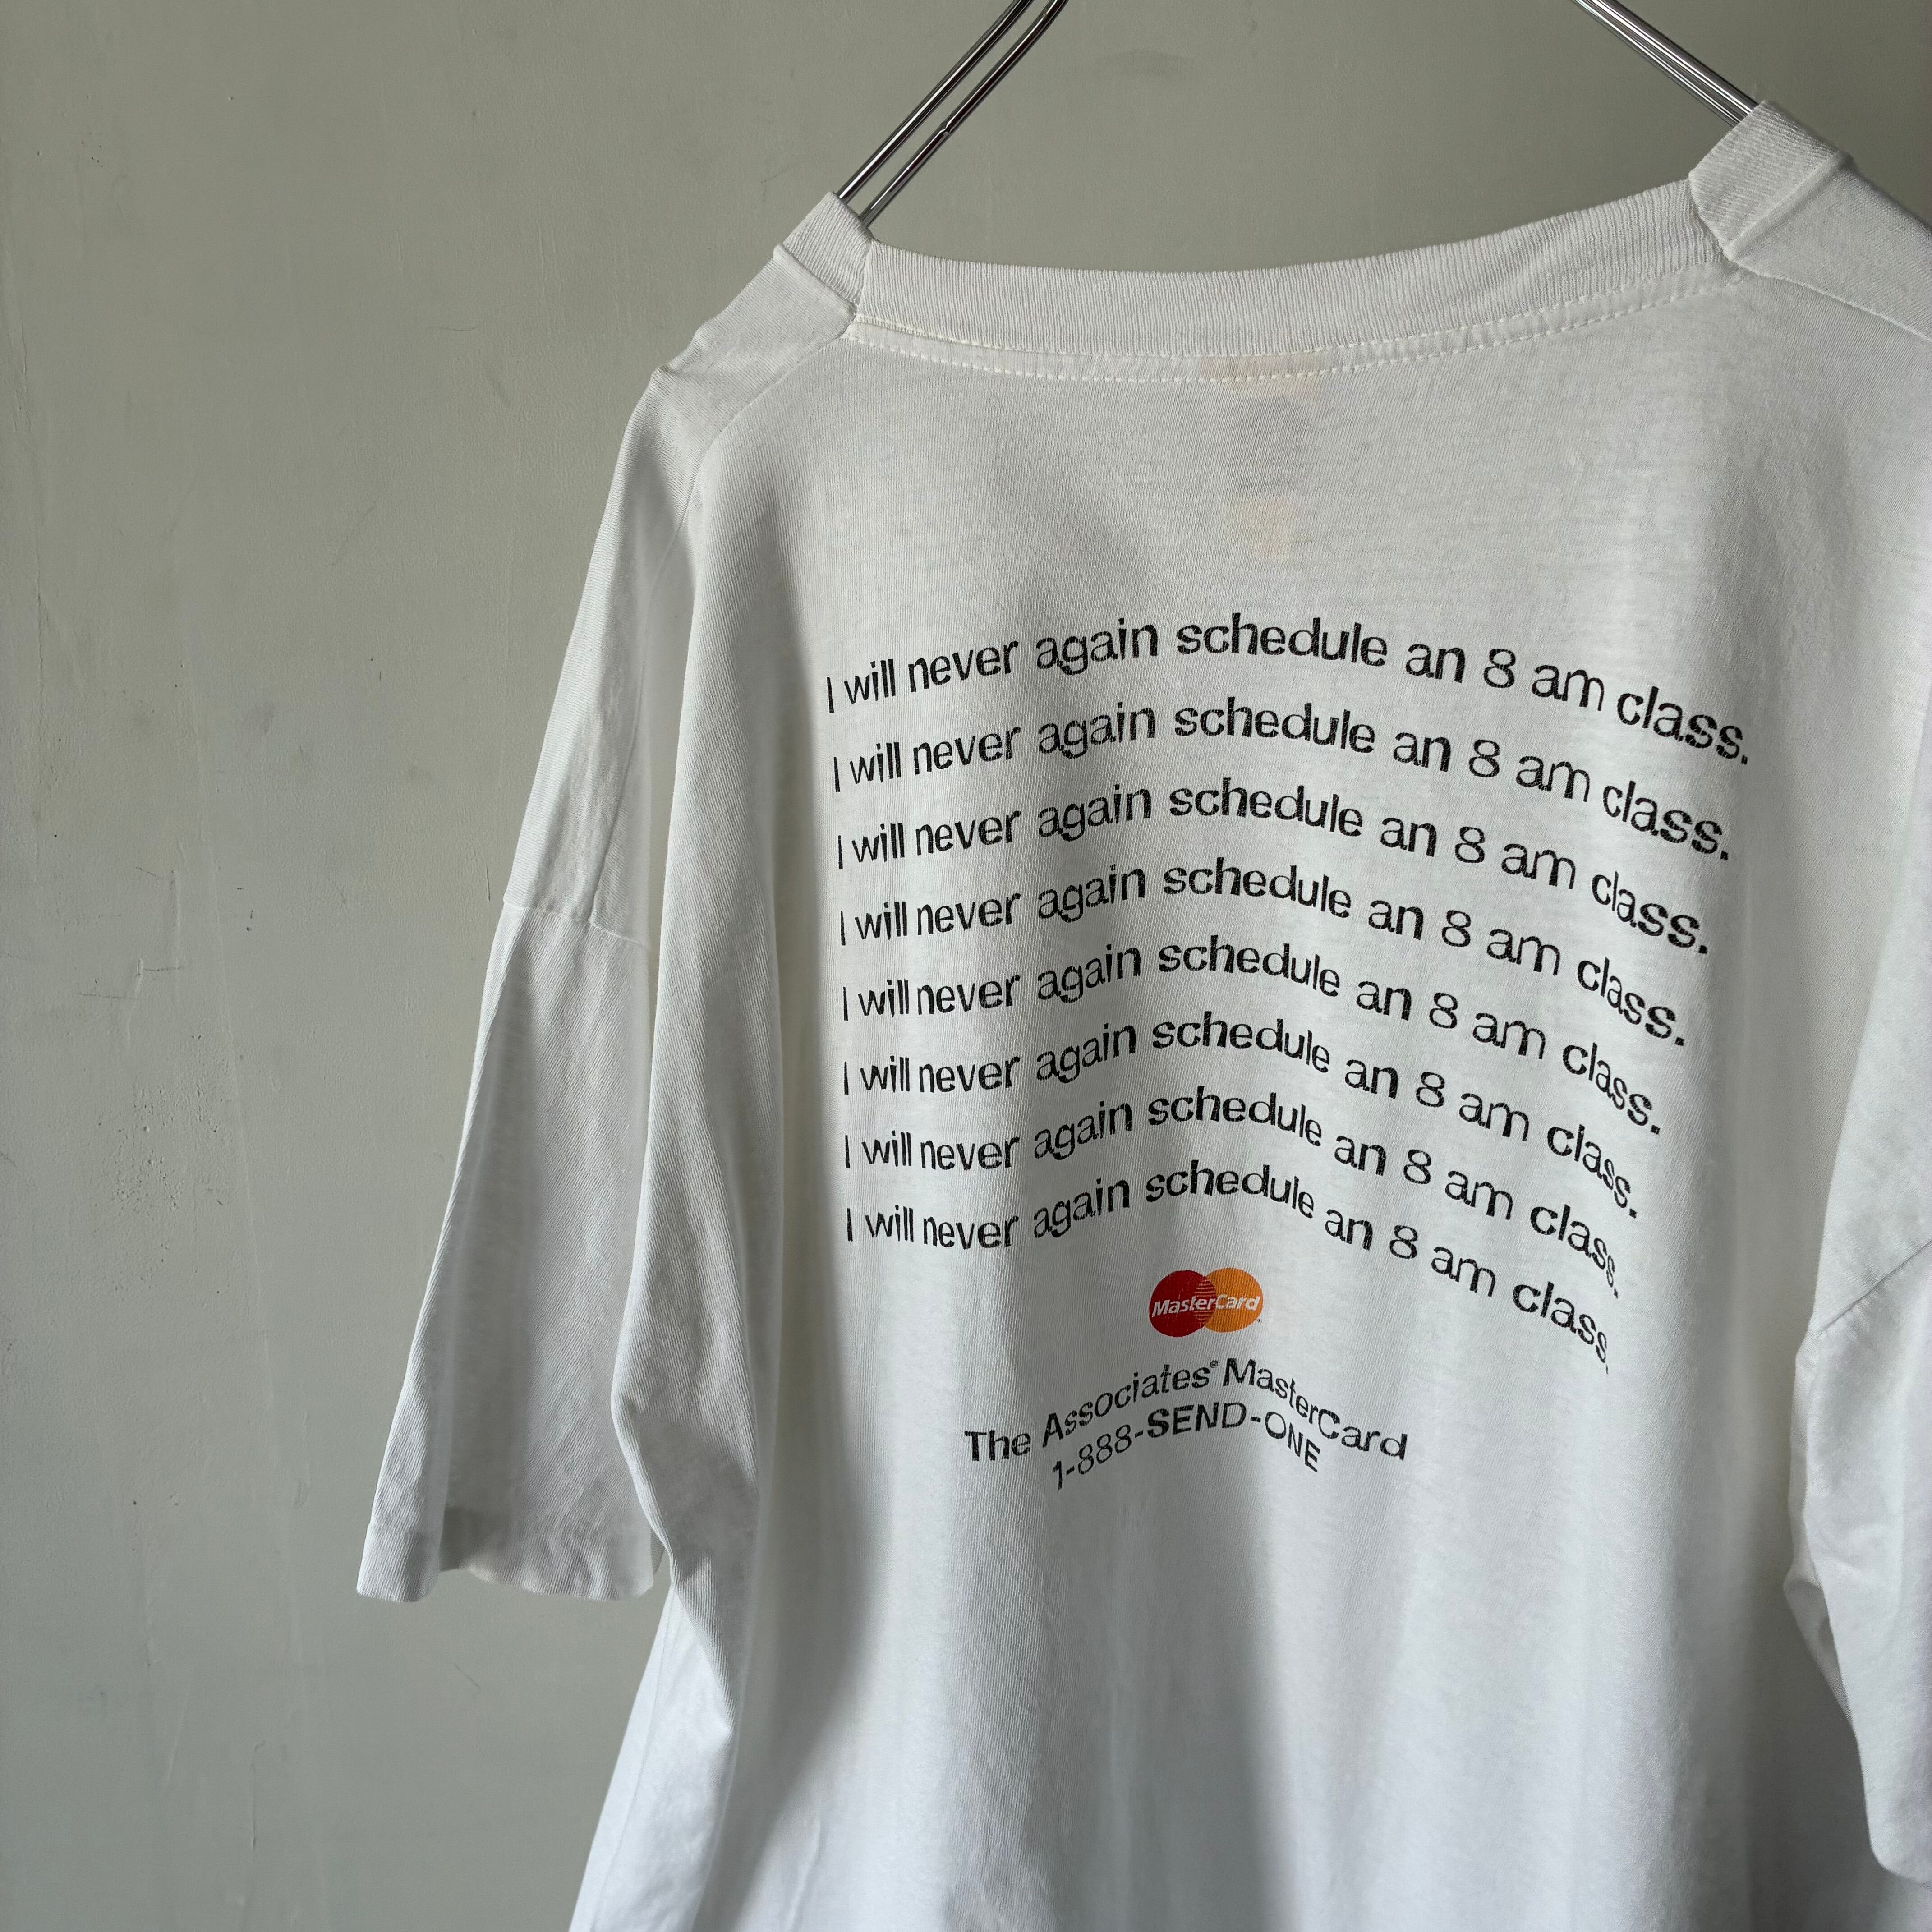 I will never again schedule an 8 am class.
I will never again schedule an 8 am class.
I will never again schedule an 8 am class.
I will never again schedule an 8 am class.
I will never again schedule an 8 am class.
I will never again schedule an 8 am class.
I will never again schedule an 8 am class.
I will never again schedule an 8 am class.
MasterCard
The Associates® MasterCard
1-888-SEND-ONE